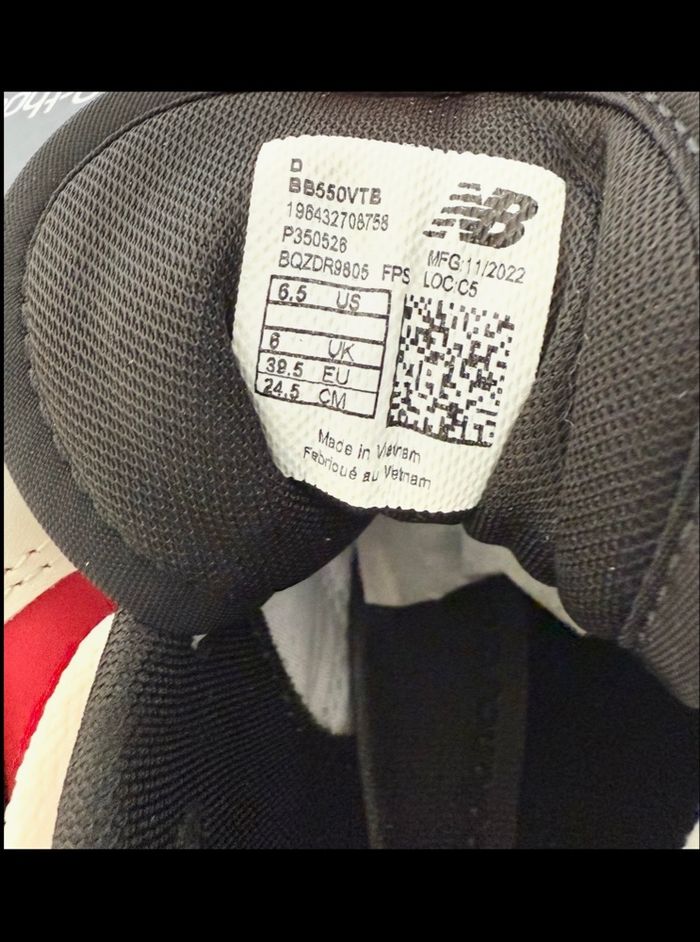 D
BB550VTB
196432708758
P350526
BQZDR9805 FPS
NB
MFG:11/2022
LOC:C5
6.5 US
6 UK
39.5 EU
24.5 CM
Made in Vietnam
Fabriqué au Vietnam